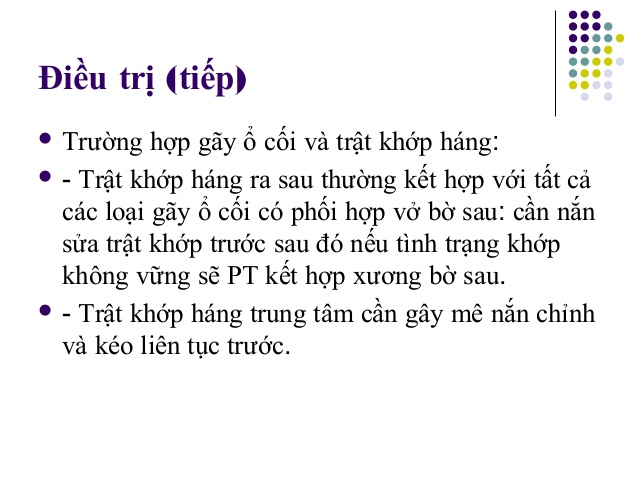 Điều trị (tiếp)
Trường hợp gãy ổ cối và trật khớp háng:
- Trật khớp háng ra sau thường kết hợp với tất cả
các loại gãy ổ cối có phối hợp vở bờ sau: cần nắn
sửa trật khớp trước sau đó nếu tình trạng khớp
không vững sẽ PT kết hợp xương bờ sau.
- Trật khớp háng trung tâm cần gây mê nắn chỉnh
và kéo liên tục trước.